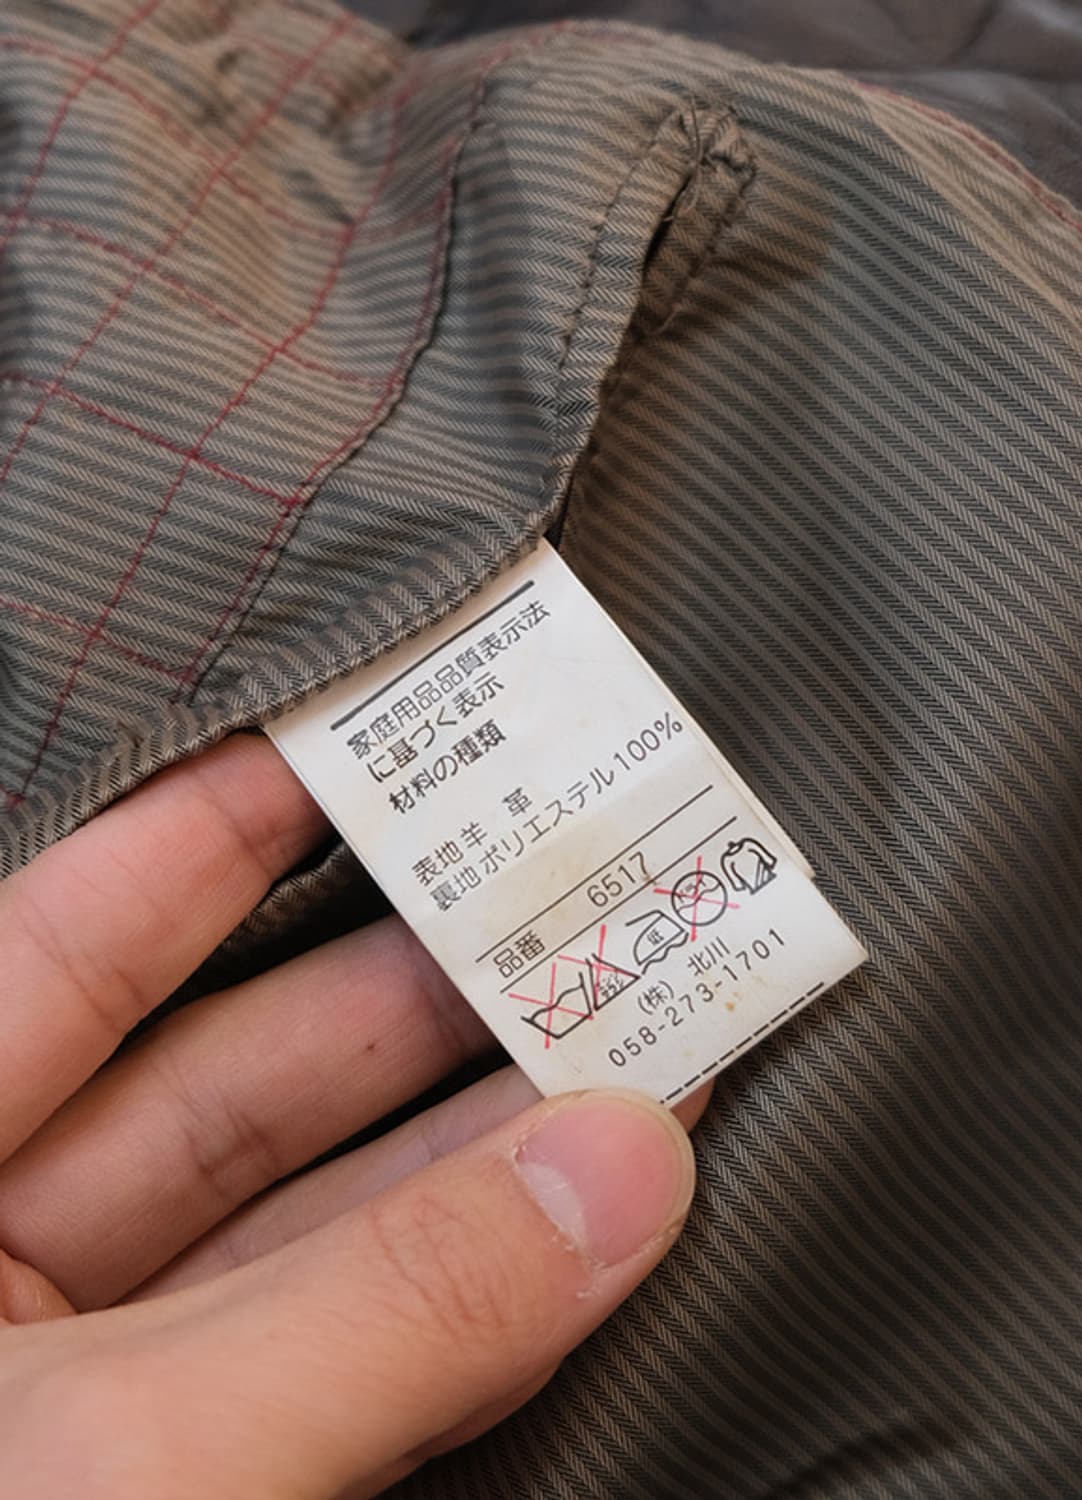 家庭用品品質表示法
に基づく表示
材料の種類
表地 羊 革
裏地 ポリエステル100%
品番 6517
(株) 北川
058-273-1701